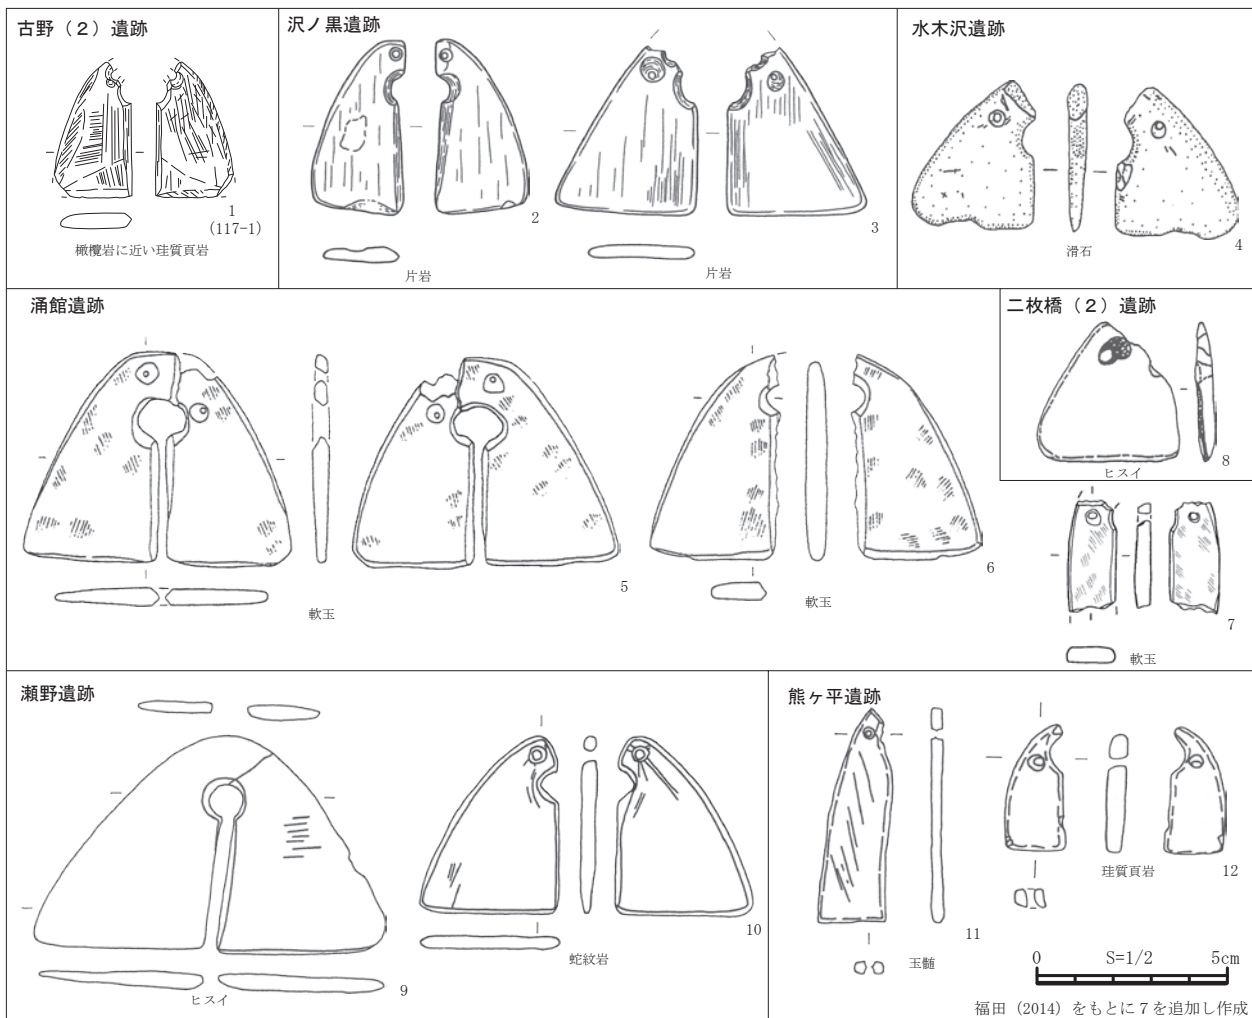 古野（２）遺跡
1
(117-1)
橄欖岩に近い珪質頁岩
沢ノ黒遺跡
2
片岩
3
片岩
水木沢遺跡
4
滑石
涌館遺跡
5
軟玉
6
軟玉
7
軟玉
二枚橋（２）遺跡
8
ヒスイ
瀬野遺跡
9
ヒスイ
10
蛇紋岩
熊ヶ平遺跡
11
玉髄
12
珪質頁岩
0 S=1/2 5cm
福田（2014）をもとに７を追加し作成